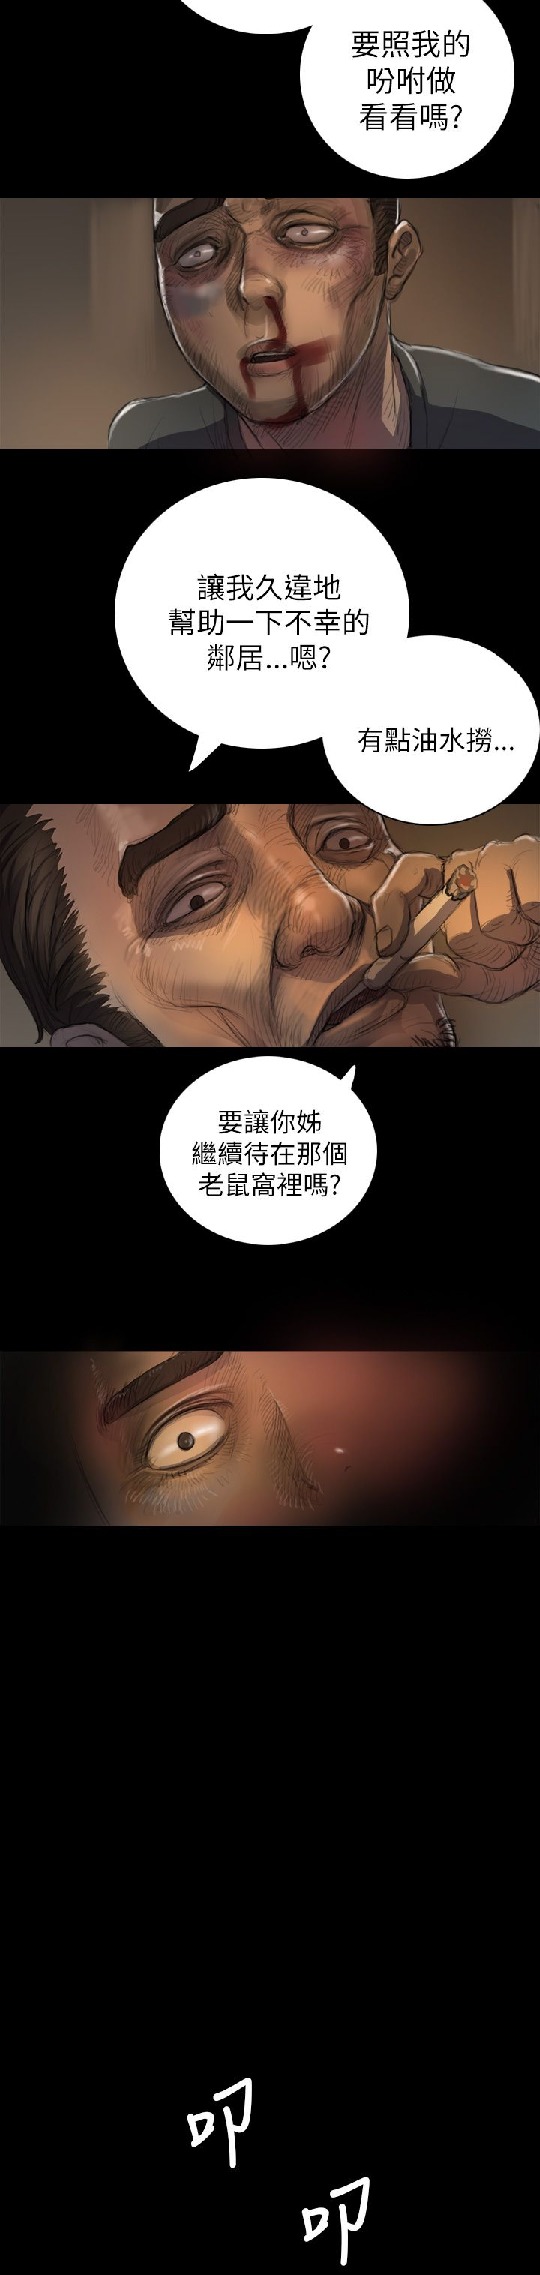 要照我的
吩咐做
看看嗎?
讓我久違地
幫助一下不幸的
鄰居...嗯?
有點油水撈...
要讓你姊
繼續待在那個
老鼠窩裡嗎?
叩
叩